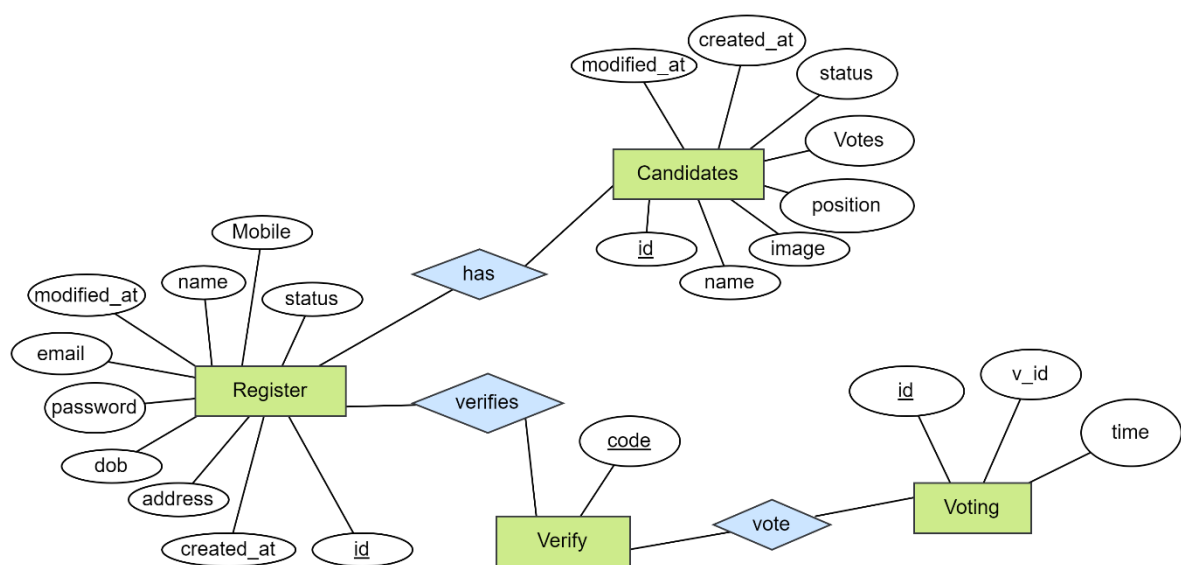 created_at
modified_at
status
Votes
Candidates
position
id
image
name
Mobile
has
name
modified_at
status
email
Register
verifies
password
dob
address
created_at
id
code
Verify
vote
id
v_id
time
Voting